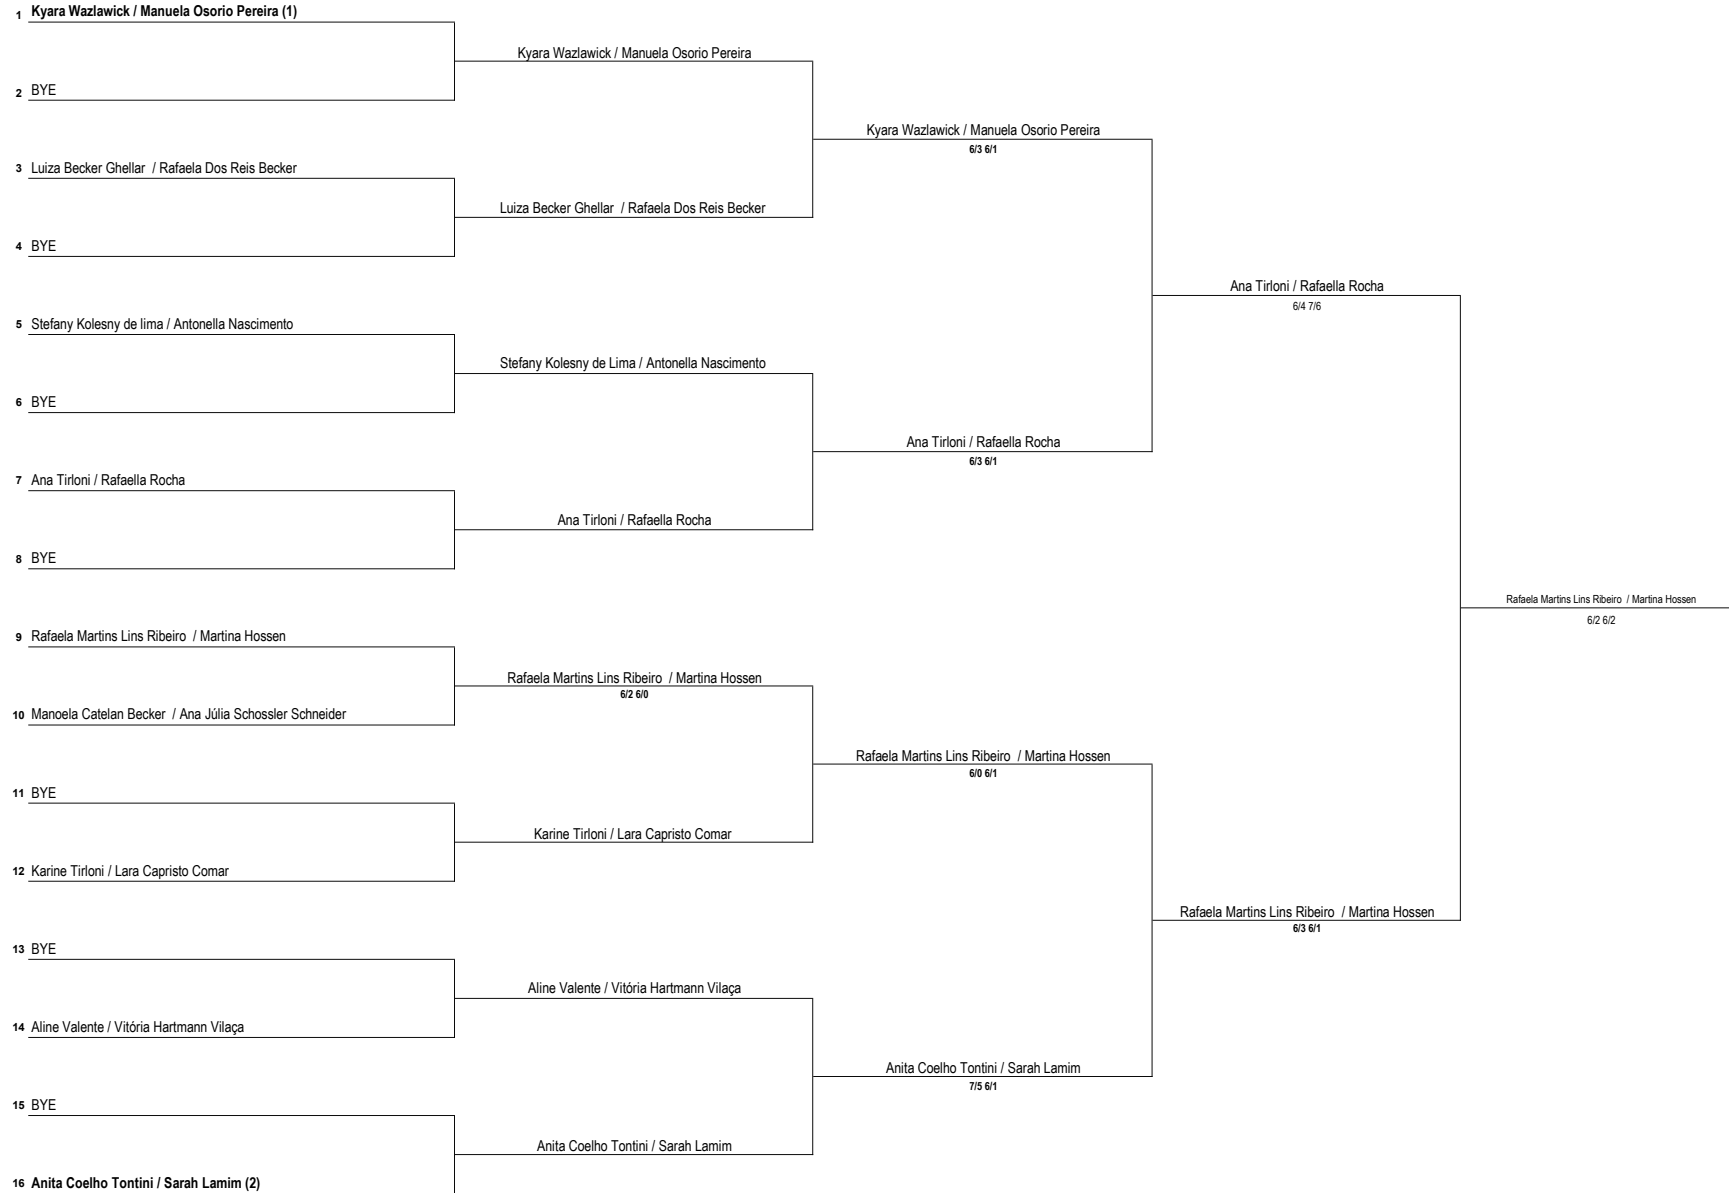 1 Kyara Wazlawick / Manuela Osorio Pereira (1)
Kyara Wazlawick / Manuela Osorio Pereira
2 BYE
Kyara Wazlawick / Manuela Osorio Pereira
6/3 6/1
3 Luiza Becker Ghellar / Rafaela Dos Reis Becker
Luiza Becker Ghellar / Rafaela Dos Reis Becker
4 BYE
Ana Tirloni / Rafaella Rocha
6/4 7/6
5 Stefany Kolesny de lima / Antonella Nascimento
Stefany Kolesny de Lima / Antonella Nascimento
6 BYE
Ana Tirloni / Rafaella Rocha
6/3 6/1
7 Ana Tirloni / Rafaella Rocha
Ana Tirloni / Rafaella Rocha
8 BYE
Rafaela Martins Lins Ribeiro / Martina Hossen
6/2 6/2
9 Rafaela Martins Lins Ribeiro / Martina Hossen
Rafaela Martins Lins Ribeiro / Martina Hossen
6/2 6/0
10 Manoela Catelan Becker / Ana Júlia Schossler Schneider
Rafaela Martins Lins Ribeiro / Martina Hossen
6/0 6/1
11 BYE
Karine Tirloni / Lara Capristo Comar
12 Karine Tirloni / Lara Capristo Comar
Rafaela Martins Lins Ribeiro / Martina Hossen
6/3 6/1
13 BYE
Aline Valente / Vitória Hartmann Vilaça
14 Aline Valente / Vitória Hartmann Vilaça
Anita Coelho Tontini / Sarah Lamim
7/5 6/1
15 BYE
Anita Coelho Tontini / Sarah Lamim
16 Anita Coelho Tontini / Sarah Lamim (2)